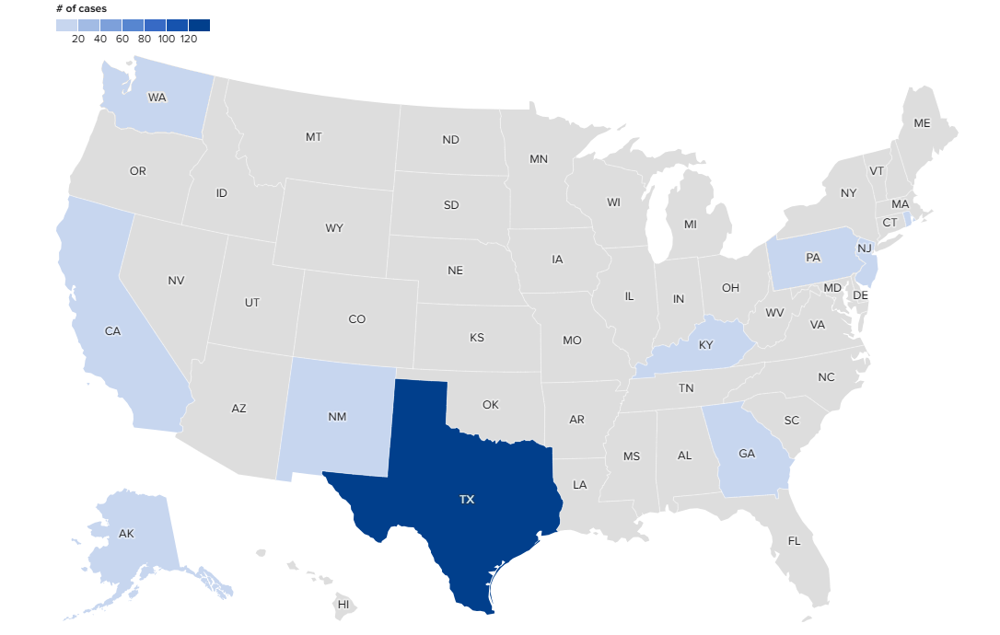 # of cases
20 40 60 80 100 120
WA
MT
ND
MN
ME
OR
ID
SD
WI
MI
VT
NY
MA
CT
WY
NE
IA
PA
NJ
NV
UT
CO
IL
IN
OH
MD
DE
WV
VA
CA
KS
MO
KY
AZ
NM
OK
AR
TN
NC
SC
MS
AL
GA
LA
TX
AK
FL
HI